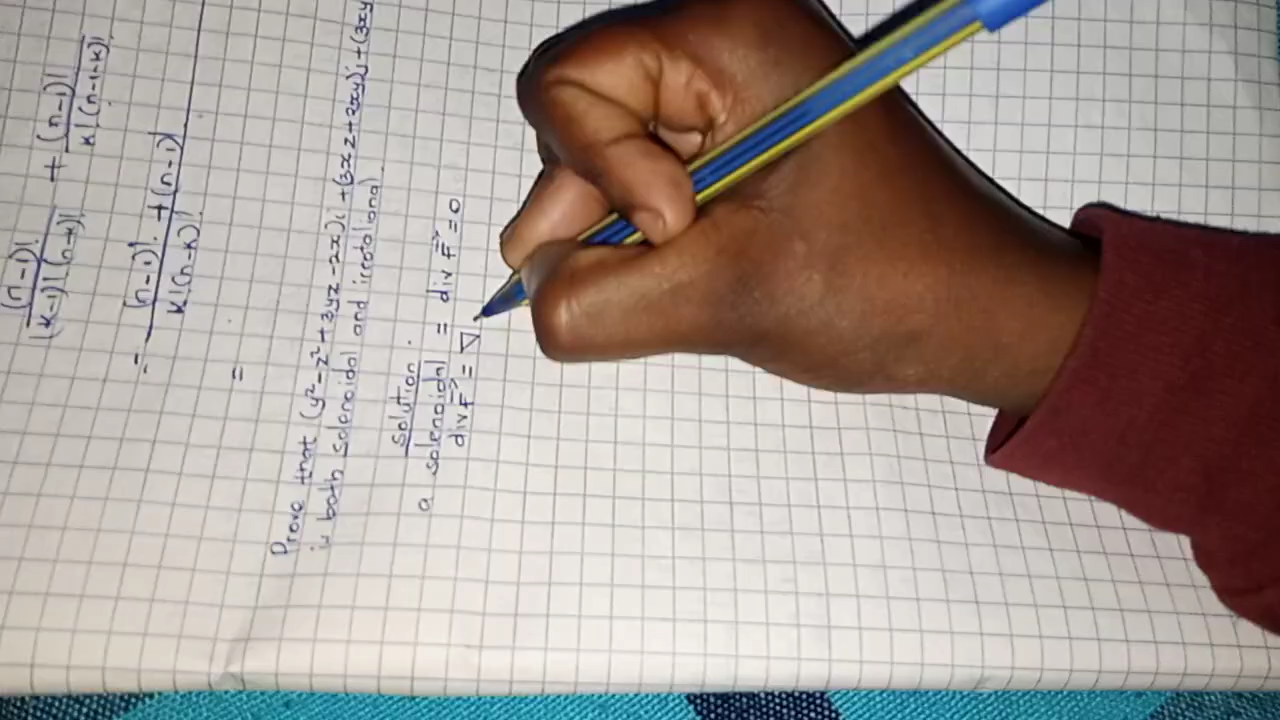 (n-1)! / (k-1)! (n-k)! + (n-1)! / k! (n-1-k)!
= (n-1)! + (n-1) / k! (n-k)!
=
Prove that (y²-z²+3yz-2x)i +(3xz+2xy)j +(3xy
is both solenoidal and irrotational.
solution.
a solenoidal = div F⃗ = 0
div F⃗ = ∇